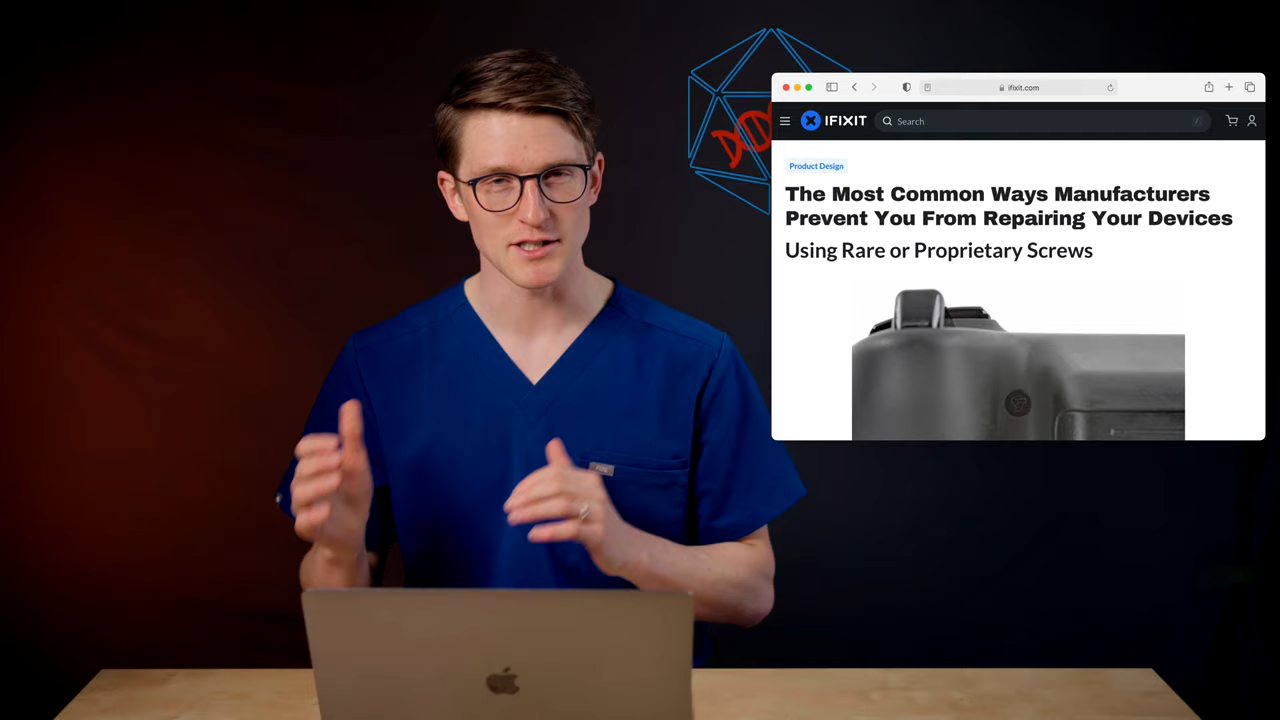 ifixit.com
IFIXIT
Search
/
Product Design
The Most Common Ways Manufacturers
Prevent You From Repairing Your Devices
Using Rare or Proprietary Screws